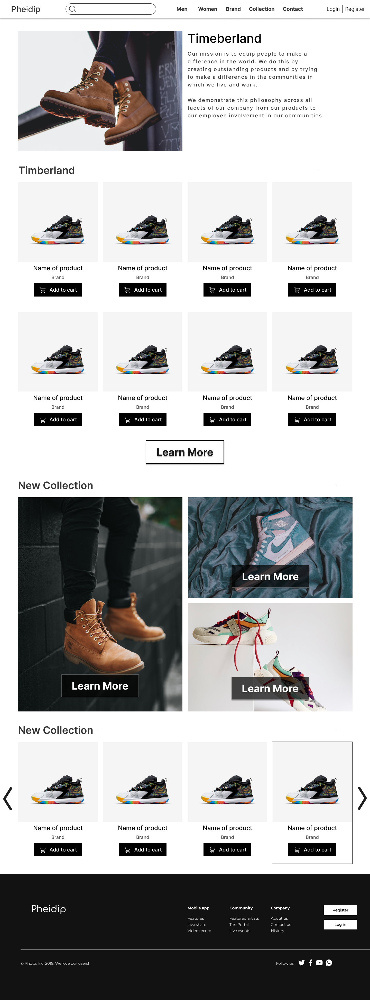 Pheidip
Men Women Brand Collection Contact
Login Register
Timeberland
Our mission is to equip people to make a
difference in the world. We do this by
creating outstanding products and by trying
to make a difference in the communities in
which we live and work.
We demonstrate this philosophy across all
facets of our company from our products to
our employee involvement in our communities.
Timberland
Name of product Name of product Name of product Name of product
Brand Brand Brand Brand
Add to cart Add to cart Add to cart Add to cart
Name of product Name of product Name of product Name of product
Brand Brand Brand Brand
Add to cart Add to cart Add to cart Add to cart
Learn More
New Collection
Learn More
Learn More
Learn More
New Collection
Name of product Name of product Name of product Name of product
Brand Brand Brand Brand
Add to cart Add to cart Add to cart Add to cart
Pheidip
Mobile app
Features
Live share
Video record
Community
Featured artists
The Portal
Live events
Company
About us
Contact us
History
Register
Log in
© Photo, Inc. 2019. We love our users!
Follow us: